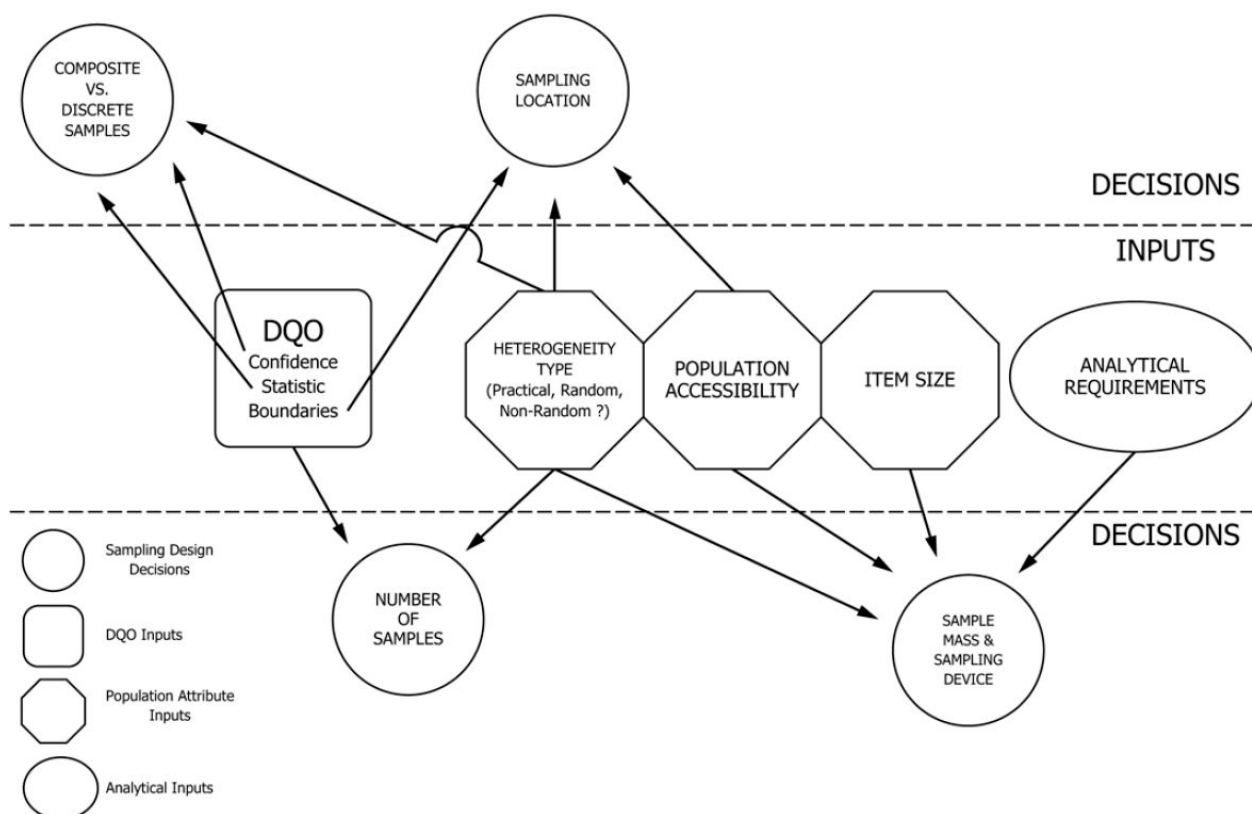 COMPOSITE
VS.
DISCRETE
SAMPLES
SAMPLING
LOCATION
DECISIONS
INPUTS
DQO
Confidence
Statistic
Boundaries
HETEROGENEITY
TYPE
(Practical, Random,
Non-Random ?)
POPULATION
ACCESSIBILITY
ITEM SIZE
ANALYTICAL
REQUIREMENTS
DECISIONS
NUMBER
OF
SAMPLES
SAMPLE
MASS &
SAMPLING
DEVICE
Sampling Design
Decisions
DQO Inputs
Population Attribute
Inputs
Analytical Inputs